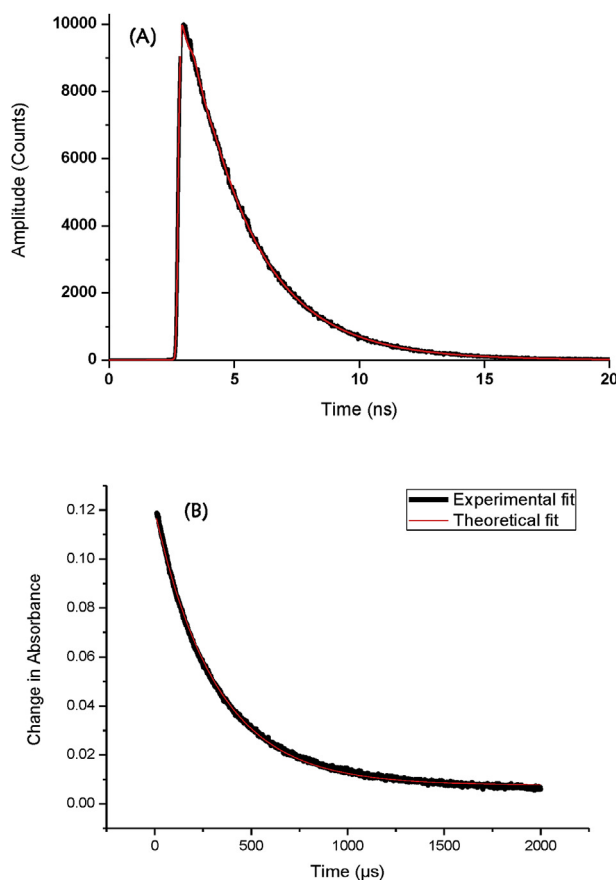 (A)
10000
8000
6000
4000
2000
0
Amplitude (Counts)
0 5 10 15 20
Time (ns)
(B)
Experimental fit
Theoretical fit
0.12
0.10
0.08
0.06
0.04
0.02
0.00
Change in Absorbance
0 500 1000 1500 2000
Time (µs)